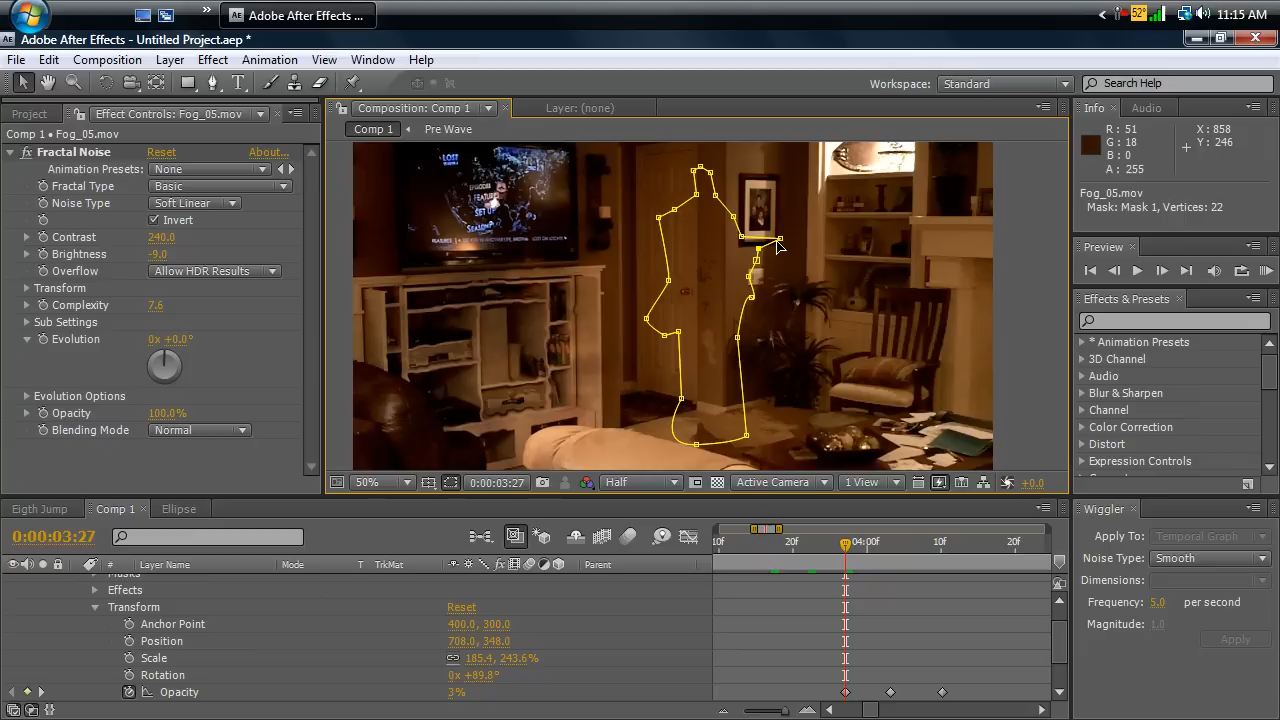 Adobe After Effects ...
52°
11:15 AM
Adobe After Effects - Untitled Project.aep *
File Edit Composition Layer Effect Animation View Window Help
Workspace: Standard
Search Help
Project
Effect Controls: Fog_05.mov
Composition: Comp 1
Layer: (none)
Info
Audio
Comp 1 • Fog_05.mov
Comp 1
Pre Wave
R : 51
G : 18
B : 0
A : 255
X : 858
Y : 246
Fog_05.mov
Mask: Mask 1, Vertices: 22
Fractal Noise Reset About...
Animation Presets: None
Fractal Type Basic
Noise Type Soft Linear
Invert
Contrast 240.0
Brightness -9.0
Overflow Allow HDR Results
Transform
Complexity 7.6
Sub Settings
Evolution 0x +0.0°
Evolution Options
Opacity 100.0%
Blending Mode Normal
LOST
SET UP
Preview
Effects & Presets
* Animation Presets
3D Channel
Audio
Blur & Sharpen
Channel
Color Correction
Distort
Expression Controls
50%
0:00:03:27
Half
Active Camera
1 View
+0.0
Eigth Jump
Comp 1
Ellipse
0:00:03:27
10f
20f
04:00f
10f
20f
# Layer Name Mode T TrkMat Parent
Masks
Effects
Transform Reset
Anchor Point 400.0, 300.0
Position 708.0, 348.0
Scale 185.4, 243.6%
Rotation 0x +89.8°
Opacity 3%
Wiggler
Apply To: Temporal Graph
Noise Type: Smooth
Dimensions:
Frequency: 5.0 per second
Magnitude: 1.0
Apply